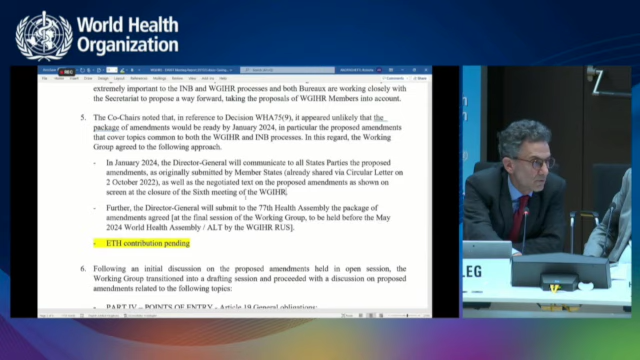 World Health
Organization
extremely important to the INB and WGIHR processes and both Bureaux are working closely with
the Secretariat to propose a way forward, taking the proposals of WGIHR Members into account.
5. The Co-Chairs noted that, in reference to Decision WHA75(9), it appeared unlikely that the
package of amendments would be ready by January 2024, in particular the proposed amendments
that cover topics common to both the WGIHR and INB processes. In this regard, the Working
Group agreed to the following approach.
- In January 2024, the Director-General will communicate to all States Parties the proposed
amendments, as originally submitted by Member States (already shared via Circular Letter on
2 October 2022), as well as the negotiated text on the proposed amendments as shown on
screen at the closure of the Sixth meeting of the WGIHR.
- Further, the Director-General will submit to the 77th Health Assembly the package of
amendments agreed [at the final session of the Working Group, to be held before the May
2024 World Health Assembly / ALT by the WGIHR RUS].
- ETH contribution pending
6. Following an initial discussion on the proposed amendments held in open session, the
Working Group transitioned into a drafting session and proceeded with a discussion on proposed
amendments related to the following topics:
- PART IV – POINTS OF ENTRY - Article 19 General obligations;
LEG